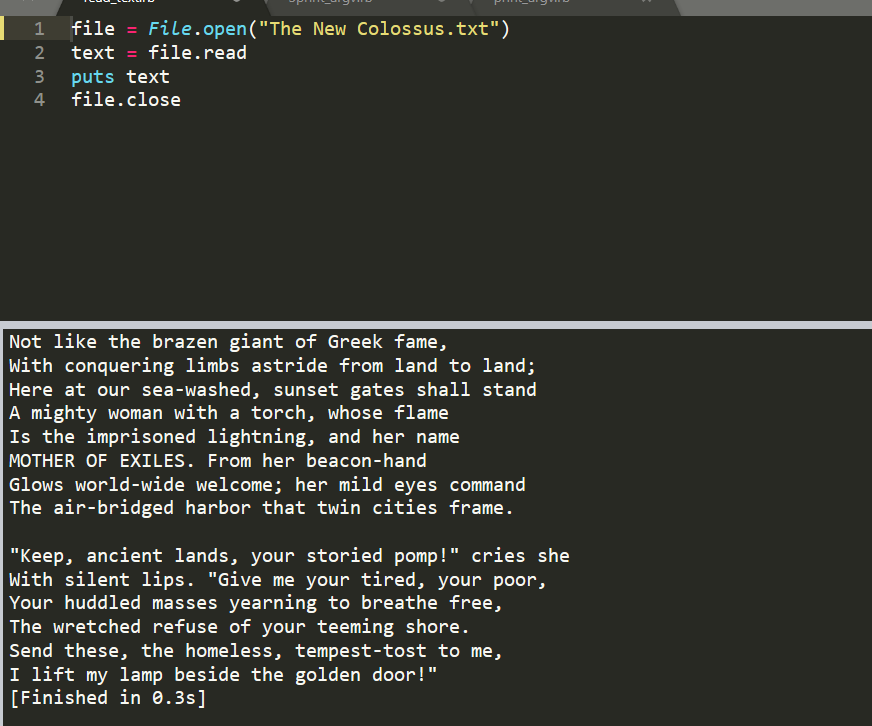 1 file = File.open("The New Colossus.txt")
2 text = file.read
3 puts text
4 file.close
Not like the brazen giant of Greek fame,
With conquering limbs astride from land to land;
Here at our sea-washed, sunset gates shall stand
A mighty woman with a torch, whose flame
Is the imprisoned lightning, and her name
MOTHER OF EXILES. From her beacon-hand
Glows world-wide welcome; her mild eyes command
The air-bridged harbor that twin cities frame.
"Keep, ancient lands, your storied pomp!" cries she
With silent lips. "Give me your tired, your poor,
Your huddled masses yearning to breathe free,
The wretched refuse of your teeming shore.
Send these, the homeless, tempest-tost to me,
I lift my lamp beside the golden door!"
[Finished in 0.3s]